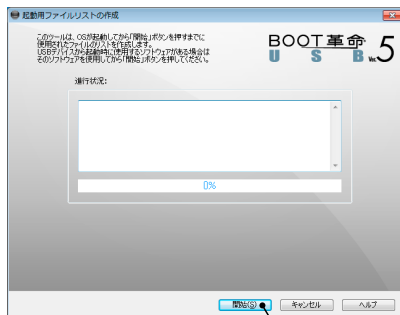 起動用ファイルリストの作成
このツールは、OSが起動してから「開始」ボタンを押すまでに
使用されたファイルのリストを作成します。
USBデバイスから起動時に使用するソフトウェアがある場合は
そのソフトウェアを使用してから「開始」ボタンを押してください。
BOOT革命
USB Ver.5
進行状況:
0%
開始(S)
キャンセル
ヘルプ